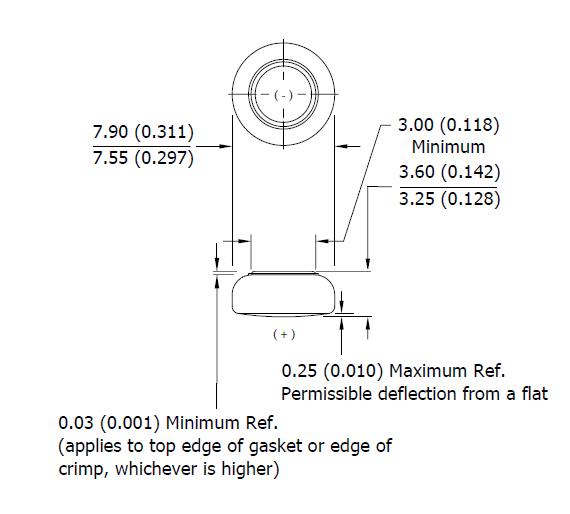 ( - )
7.90 (0.311)
7.55 (0.297)
3.00 (0.118)
Minimum
3.60 (0.142)
3.25 (0.128)
( + )
0.25 (0.010) Maximum Ref.
Permissible deflection from a flat
0.03 (0.001) Minimum Ref.
(applies to top edge of gasket or edge of
crimp, whichever is higher)